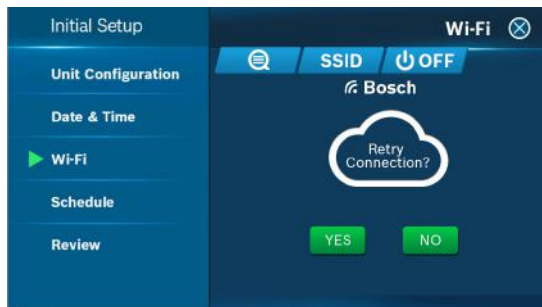 Initial Setup
Wi-Fi
Unit Configuration
Date & Time
Wi-Fi
Schedule
Review
SSID
OFF
Bosch
Retry
Connection?
YES
NO